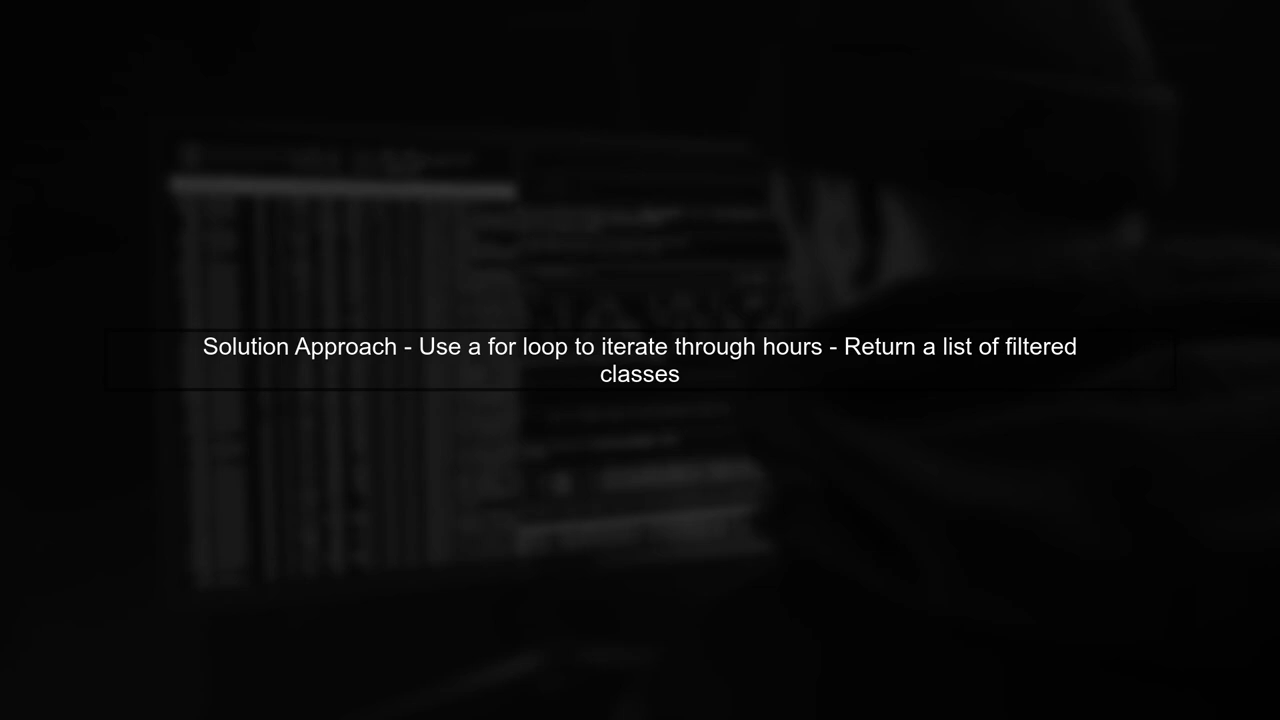 Solution Approach - Use a for loop to iterate through hours - Return a list of filtered
classes